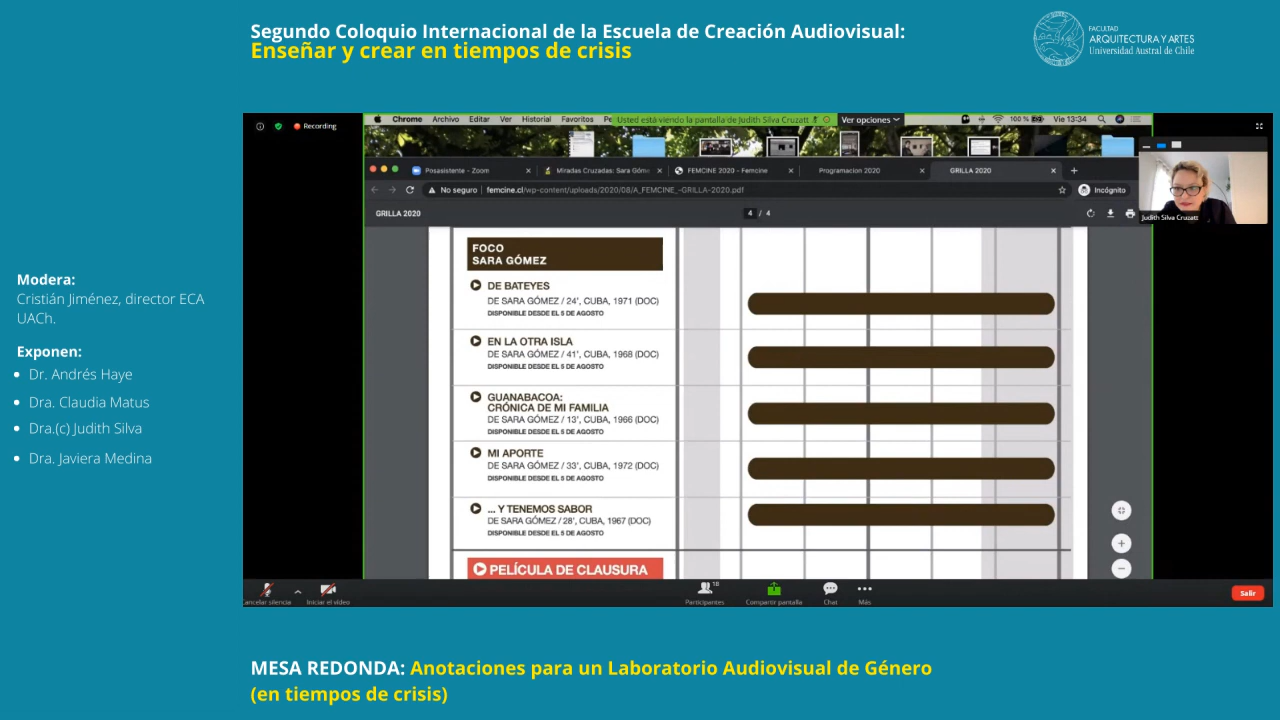 Segundo Coloquio Internacional de la Escuela de Creación Audiovisual:
Enseñar y crear en tiempos de crisis
FACULTAD
ARQUITECTURA Y ARTES
Universidad Austral de Chile
Modera:
Cristián Jiménez, director ECA
UACh.
Exponen:
Dr. Andrés Haye
Dra. Claudia Matus
Dra.(c) Judith Silva
Dra. Javiera Medina
Recording
Chrome Archivo Editar Ver Historial Favoritos Pe
Usted está viendo la pantalla de Judith Silva Cruzatt
Ver opciones
100 %
Vie 13:34
Posasistente - Zoom
Miradas Cruzadas: Sara Góm
FEMCINE 2020 - Femcine
Programacion 2020
GRILLA 2020
No seguro | femcine.cl/wp-content/uploads/2020/08/A_FEMCINE_-GRILLA-2020.pdf
Incógnito
Judith Silva Cruzatt
GRILLA 2020
4 / 4
FOCO
SARA GÓMEZ
DE BATEYES
DE SARA GÓMEZ / 24', CUBA, 1971 (DOC)
DISPONIBLE DESDE EL 5 DE AGOSTO
EN LA OTRA ISLA
DE SARA GÓMEZ / 41', CUBA, 1968 (DOC)
DISPONIBLE DESDE EL 5 DE AGOSTO
GUANABACOA:
CRÓNICA DE MI FAMILIA
DE SARA GÓMEZ / 13', CUBA, 1966 (DOC)
DISPONIBLE DESDE EL 5 DE AGOSTO
MI APORTE
DE SARA GÓMEZ / 33', CUBA, 1972 (DOC)
DISPONIBLE DESDE EL 5 DE AGOSTO
... Y TENEMOS SABOR
DE SARA GÓMEZ / 28', CUBA, 1967 (DOC)
DISPONIBLE DESDE EL 5 DE AGOSTO
PELÍCULA DE CLAUSURA
ancelar silencia
Iniciar el vídeo
18
Participantes
Compartir pantalla
Chat
Más
Salir
MESA REDONDA: Anotaciones para un Laboratorio Audiovisual de Género
(en tiempos de crisis)